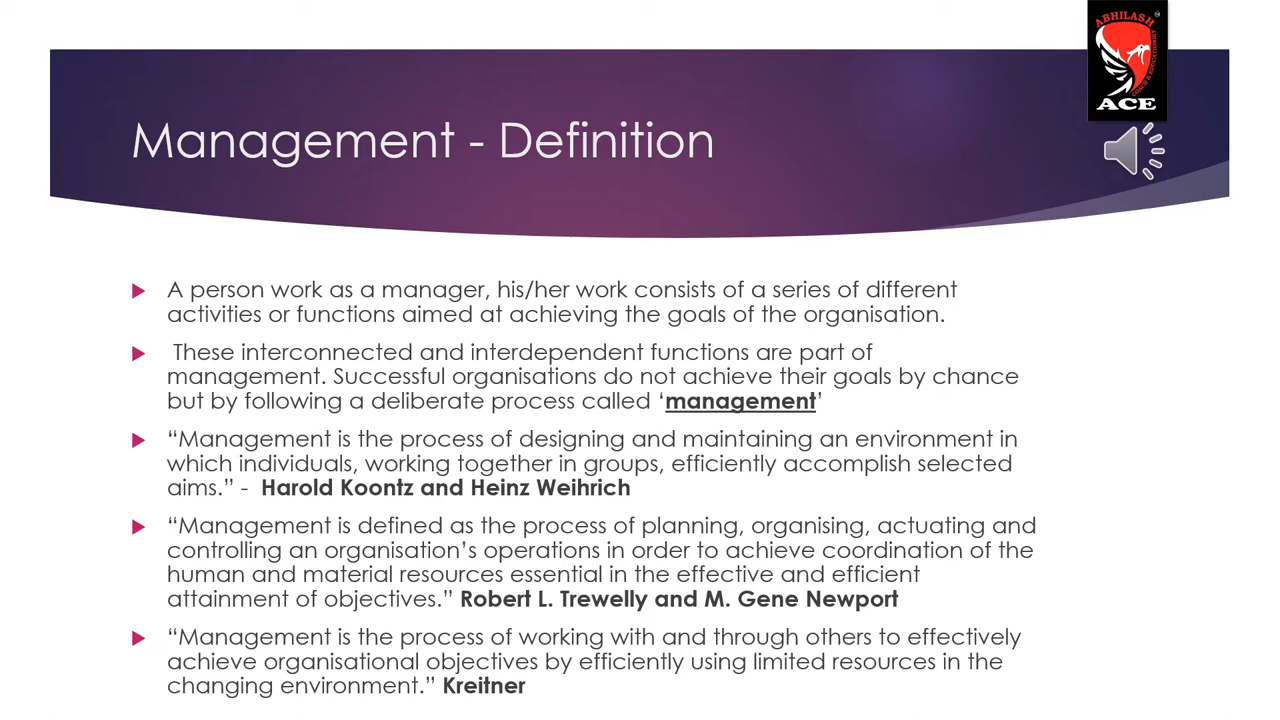 ABHILASH
COACH & EDUCATIONIST
ACE
Management - Definition
A person work as a manager, his/her work consists of a series of different
activities or functions aimed at achieving the goals of the organisation.
These interconnected and interdependent functions are part of
management. Successful organisations do not achieve their goals by chance
but by following a deliberate process called ‘management’
“Management is the process of designing and maintaining an environment in
which individuals, working together in groups, efficiently accomplish selected
aims.” - Harold Koontz and Heinz Weihrich
“Management is defined as the process of planning, organising, actuating and
controlling an organisation’s operations in order to achieve coordination of the
human and material resources essential in the effective and efficient
attainment of objectives.” Robert L. Trewelly and M. Gene Newport
“Management is the process of working with and through others to effectively
achieve organisational objectives by efficiently using limited resources in the
changing environment.” Kreitner